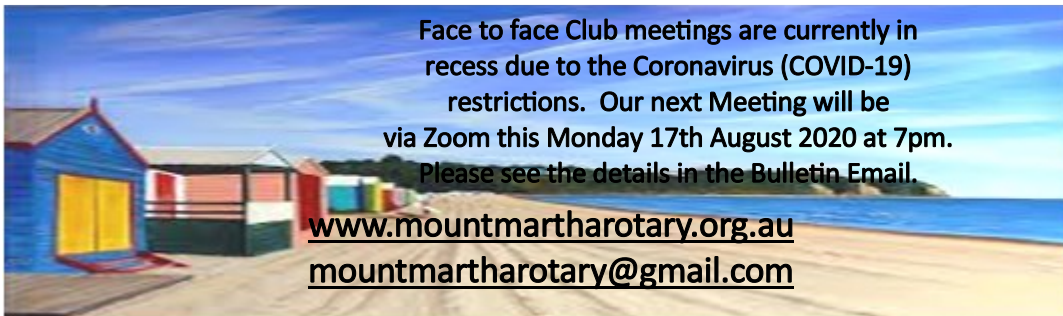 Face to face Club meetings are currently in
recess due to the Coronavirus (COVID-19)
restrictions.  Our next Meeting will be
via Zoom this Monday 17th August 2020 at 7pm.
Please see the details in the Bulletin Email.
www.mountmartharotary.org.au
mountmartharotary@gmail.com